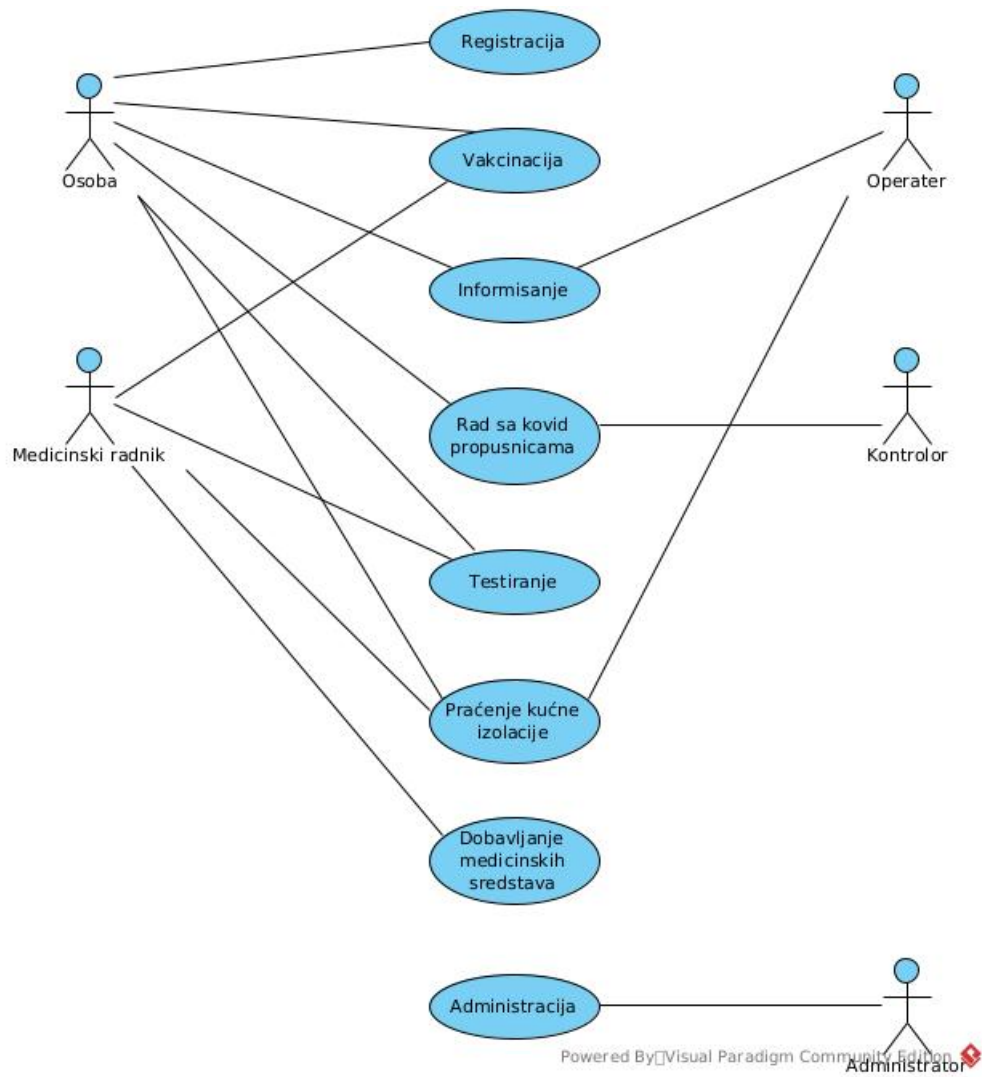 Registracija
Osoba
Operater
Vakcinacija
Informisanje
Medicinski radnik
Rad sa kovid
propusnicama
Kontrolor
Testiranje
Praćenje kućne
izolacije
Dobavljanje
medicinskih
sredstava
Administracija
Powered By Visual Paradigm Community Edition
Administrator